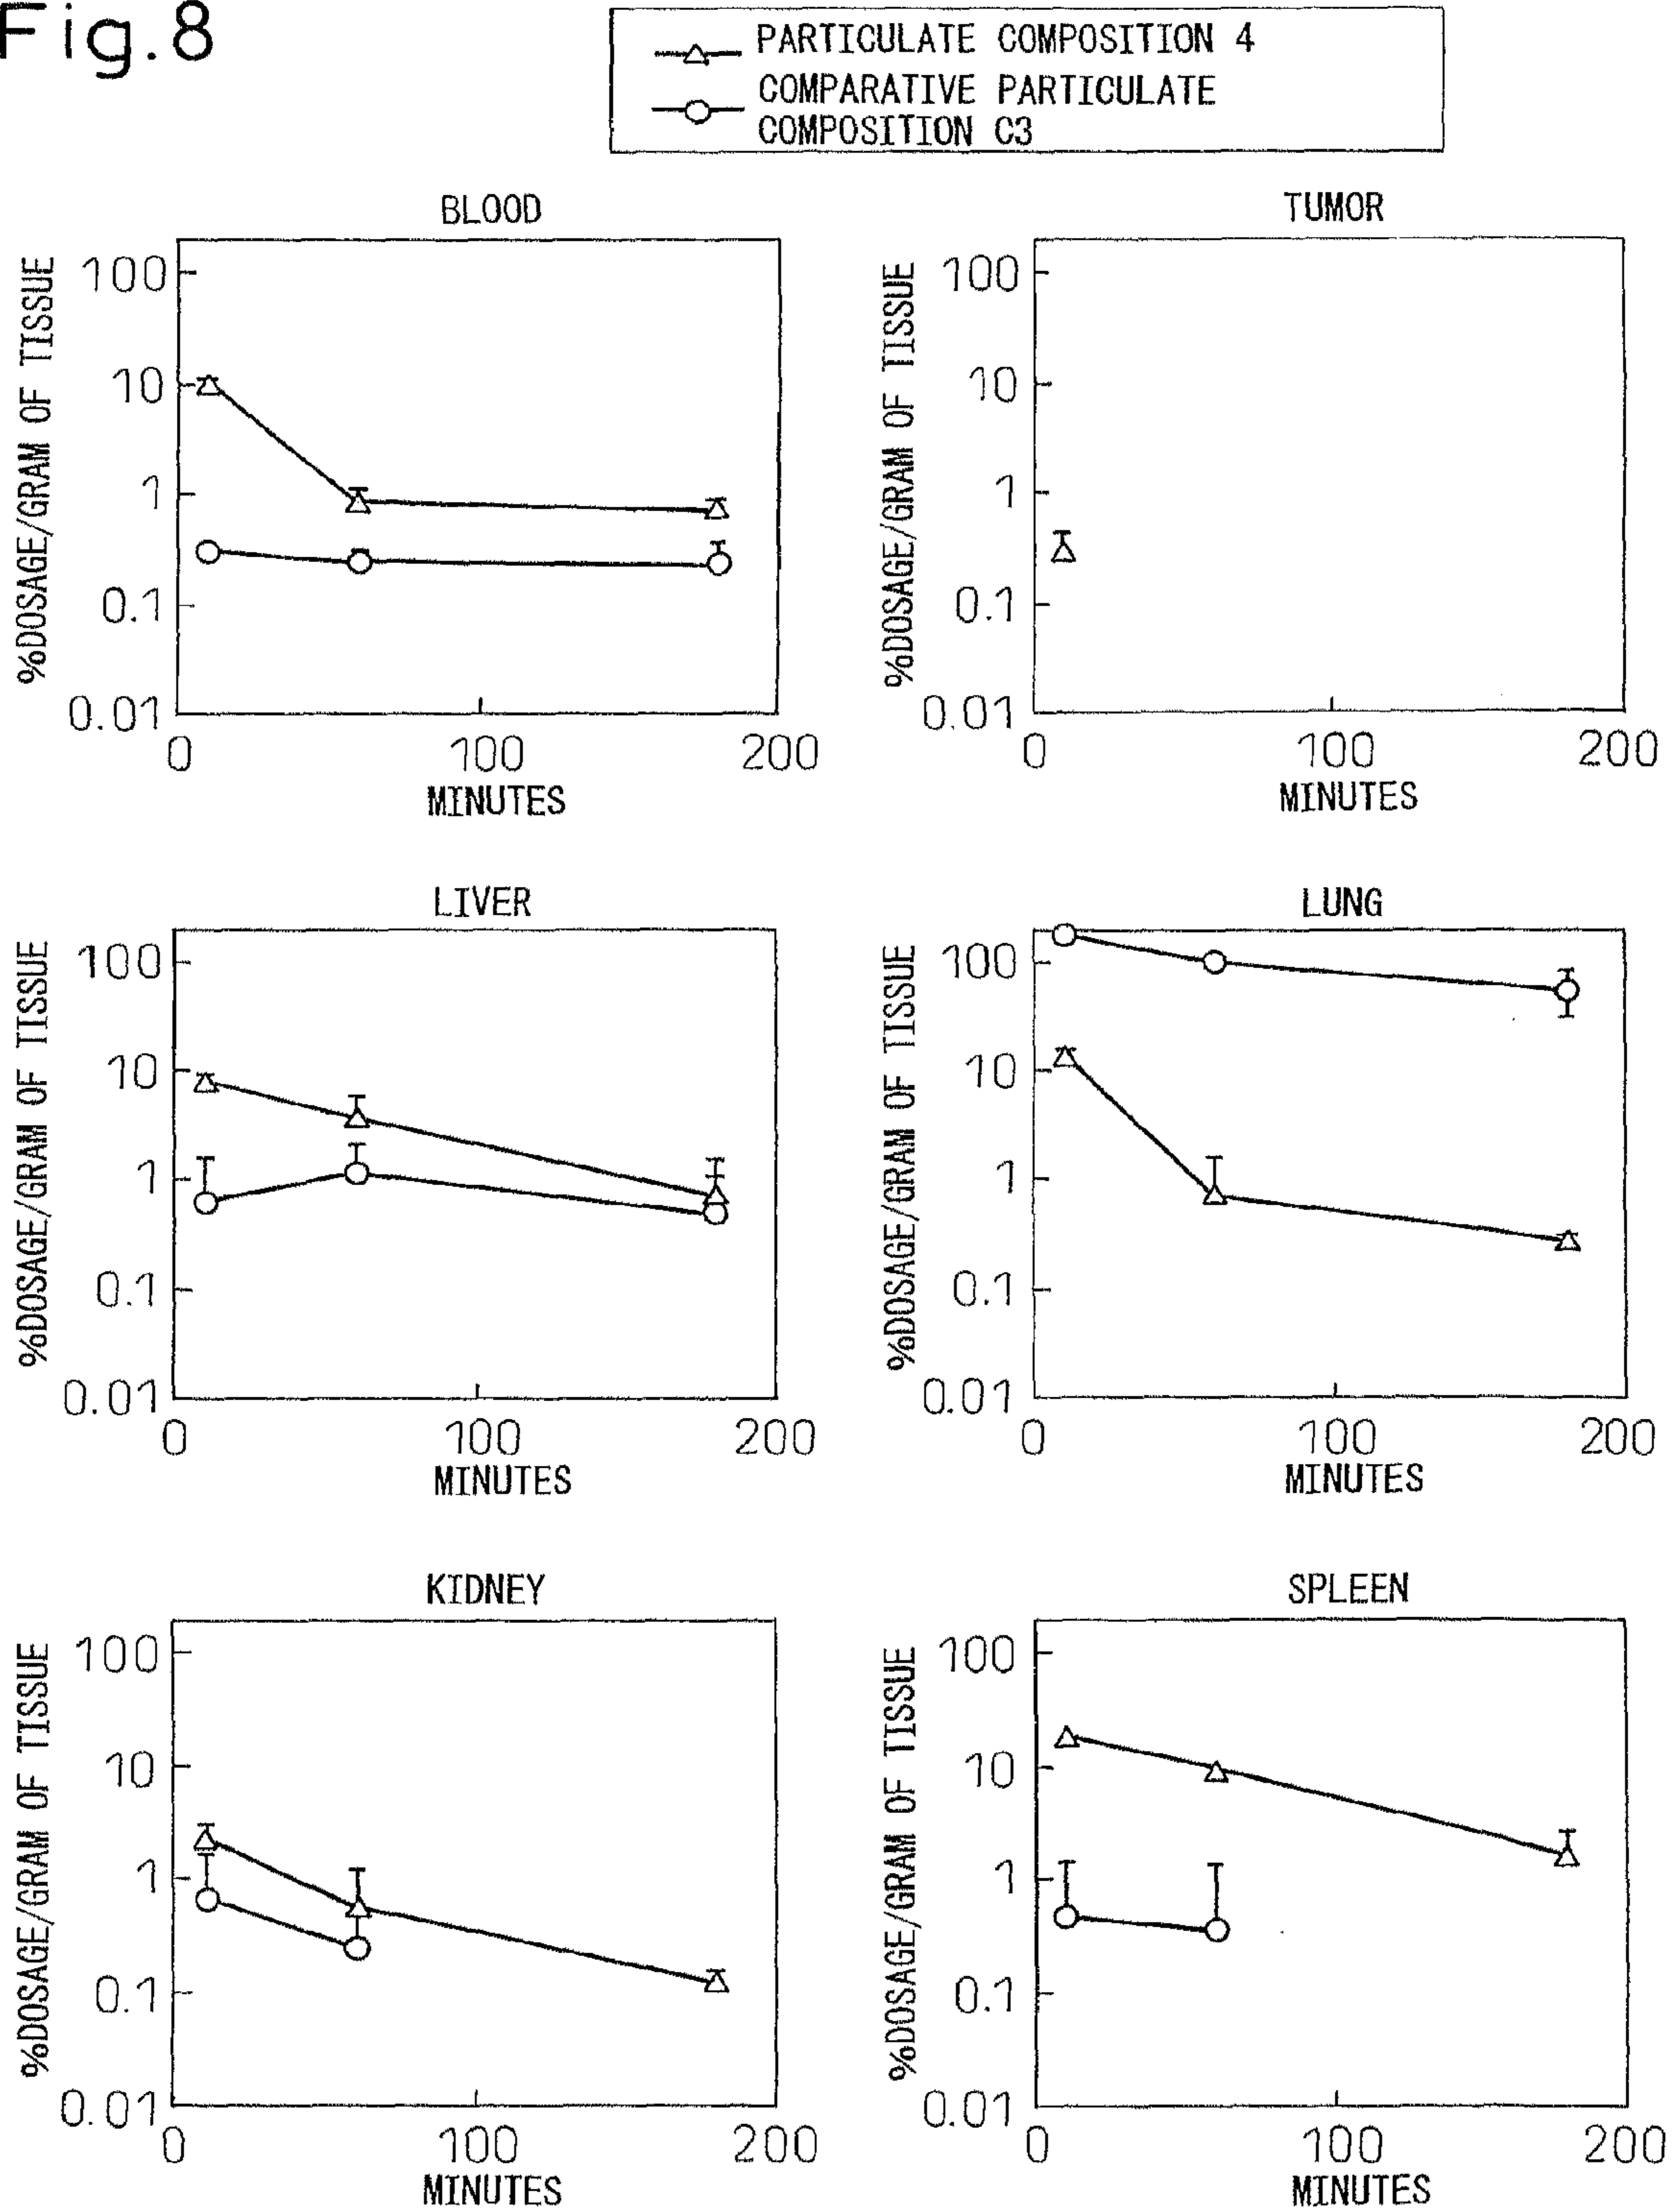 Fig.8
PARTICULATE COMPOSITION 4
COMPARATIVE PARTICULATE
COMPOSITION C3
BLOOD
%DOSAGE/GRAM OF TISSUE
100
10
1
0.1
0.01
0 100 200
MINUTES
TUMOR
%DOSAGE/GRAM OF TISSUE
100
10
1
0.1
0.01
0 100 200
MINUTES
LIVER
%DOSAGE/GRAM OF TISSUE
100
10
1
0.1
0.01
0 100 200
MINUTES
LUNG
%DOSAGE/GRAM OF TISSUE
100
10
1
0.1
0.01
0 100 200
MINUTES
KIDNEY
%DOSAGE/GRAM OF TISSUE
100
10
1
0.1
0.01
0 100 200
MINUTES
SPLEEN
%DOSAGE/GRAM OF TISSUE
100
10
1
0.1
0.01
0 100 200
MINUTES